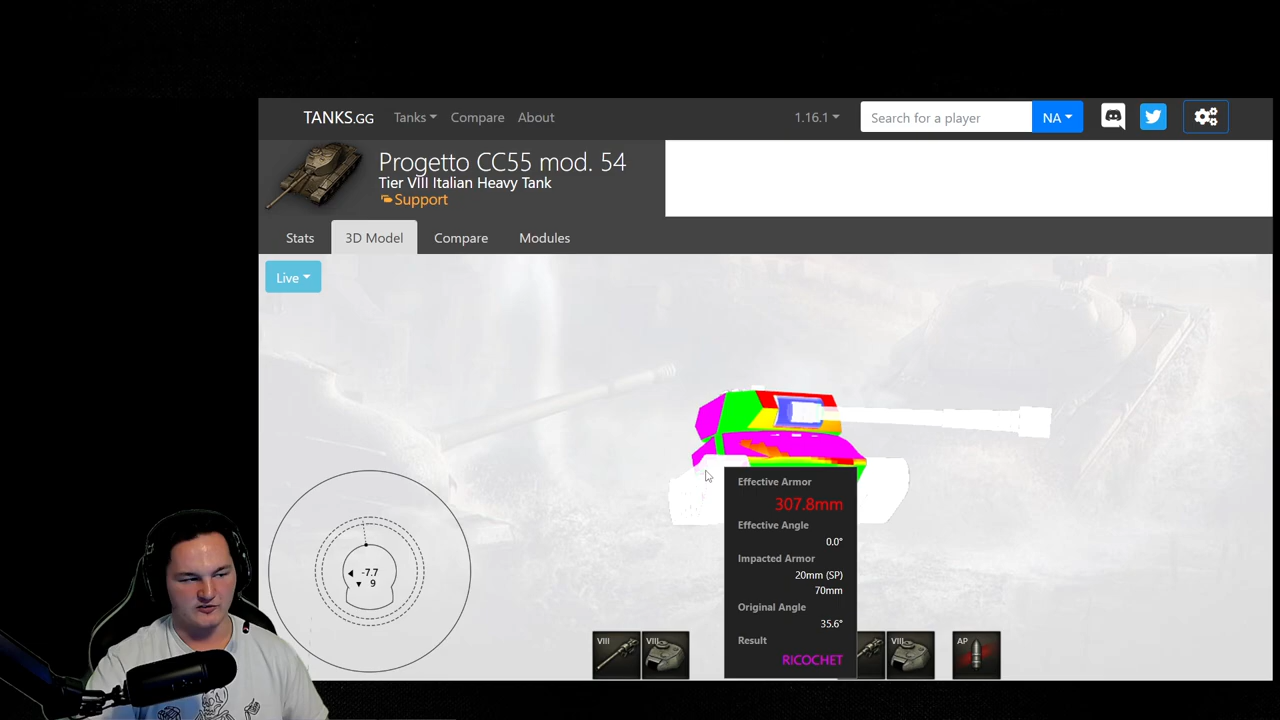 TANKS.GG Tanks Compare About 1.16.1 Search for a player NA
Progetto CC55 mod. 54
Tier VIII Italian Heavy Tank
Support
Stats 3D Model Compare Modules
Live
Effective Armor
307.8mm
Effective Angle
0.0°
Impacted Armor
20mm (SP)
70mm
Original Angle
35.6°
Result
RICOCHET
-7.7
9
VIII VIII VIII AP